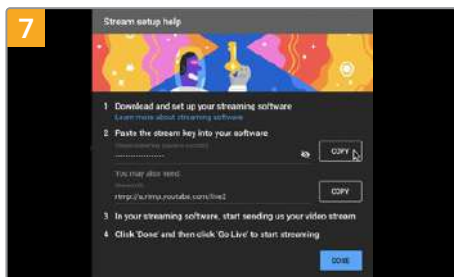 7
Stream setup help
1 Download and set up your streaming software
Learn more about streaming software
2 Paste the stream key into your software
COPY
You may also need
rtmp://a.rtmp.youtube.com/live2
COPY
3 In your streaming software, start sending us your video stream
4 Click 'Done' and then click 'Go Live' to start streaming
DONE